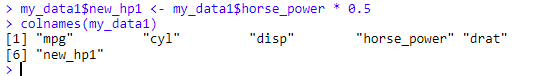 > my_data1$new_hp1 <- my_data1$horse_power * 0.5
> colnames(my_data1)
[1] "mpg"         "cyl"         "disp"        "horse_power" "drat"
[6] "new_hp1"
>